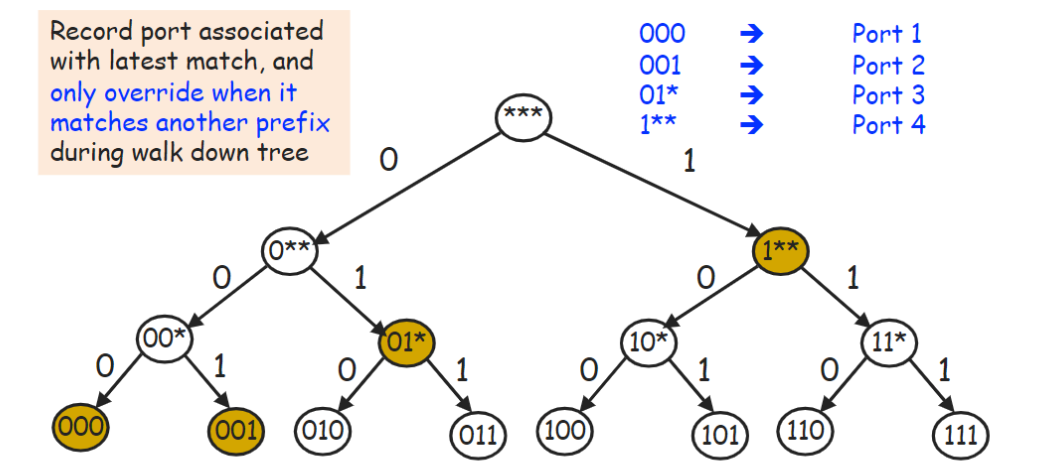 Record port associated
with latest match, and
only override when it
matches another prefix
during walk down tree
000 ➔ Port 1
001 ➔ Port 2
01* ➔ Port 3
1** ➔ Port 4
***
0 1
0** 1**
0 1 0 1
00* 01* 10* 11*
0 1 0 1 0 1 0 1
000 001 010 011 100 101 110 111